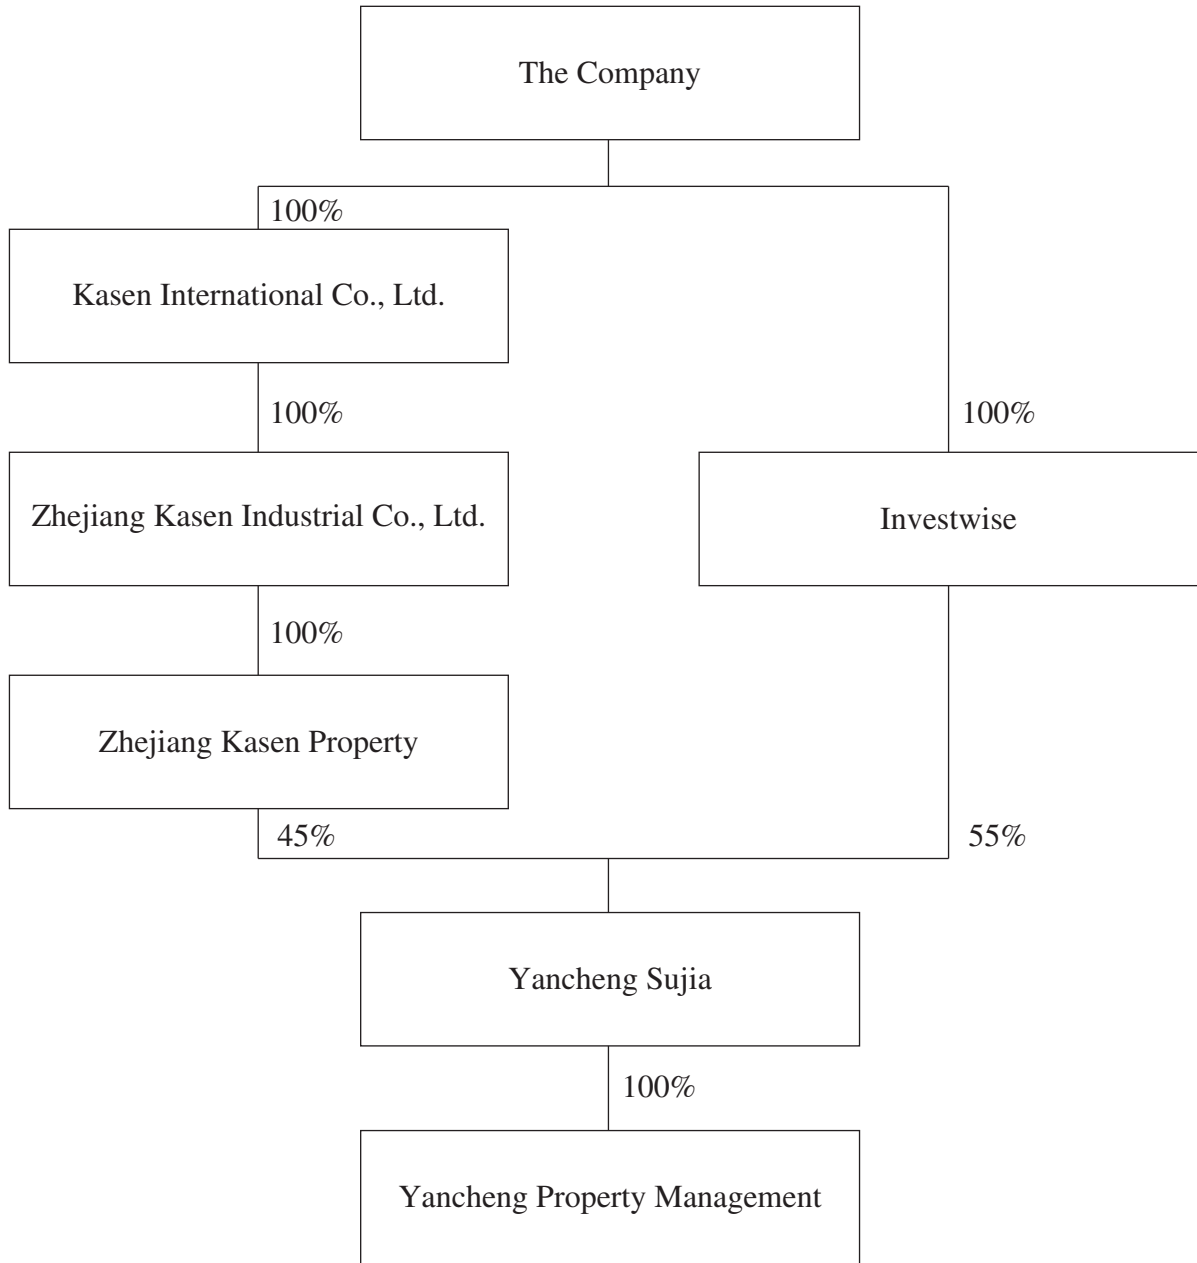 The Company
100%
Kasen International Co., Ltd.
100%
100%
Zhejiang Kasen Industrial Co., Ltd.
Investwise
100%
Zhejiang Kasen Property
45%
55%
Yancheng Sujia
100%
Yancheng Property Management